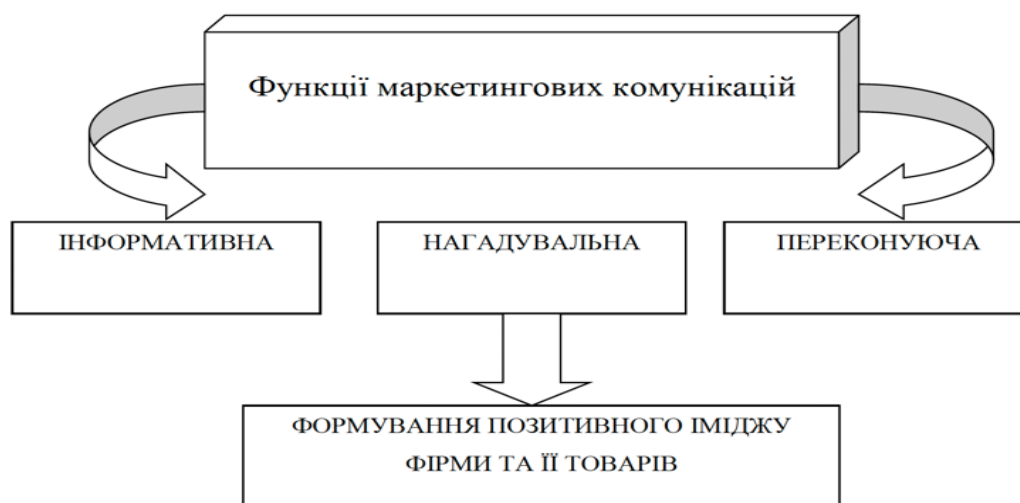 Функції маркетингових комунікацій
ІНФОРМАТИВНА
НАГАДУВАЛЬНА
ПЕРЕКОНУЮЧА
ФОРМУВАННЯ ПОЗИТИВНОГО ІМІДЖУ
ФІРМИ ТА ЇЇ ТОВАРІВ